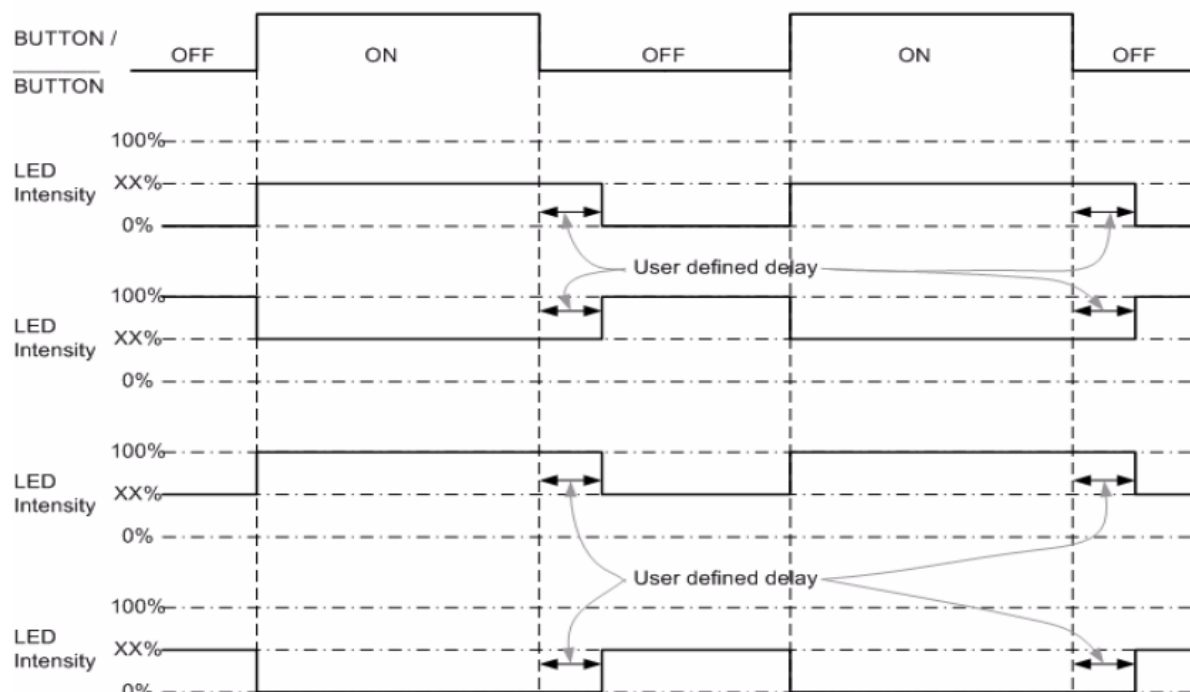 BUTTON /
BUTTON
OFF
ON
OFF
ON
OFF
100%
LED
Intensity
XX%
0%
User defined delay
100%
LED
Intensity
XX%
0%
100%
LED
Intensity
XX%
0%
User defined delay
100%
LED
Intensity
XX%
0%